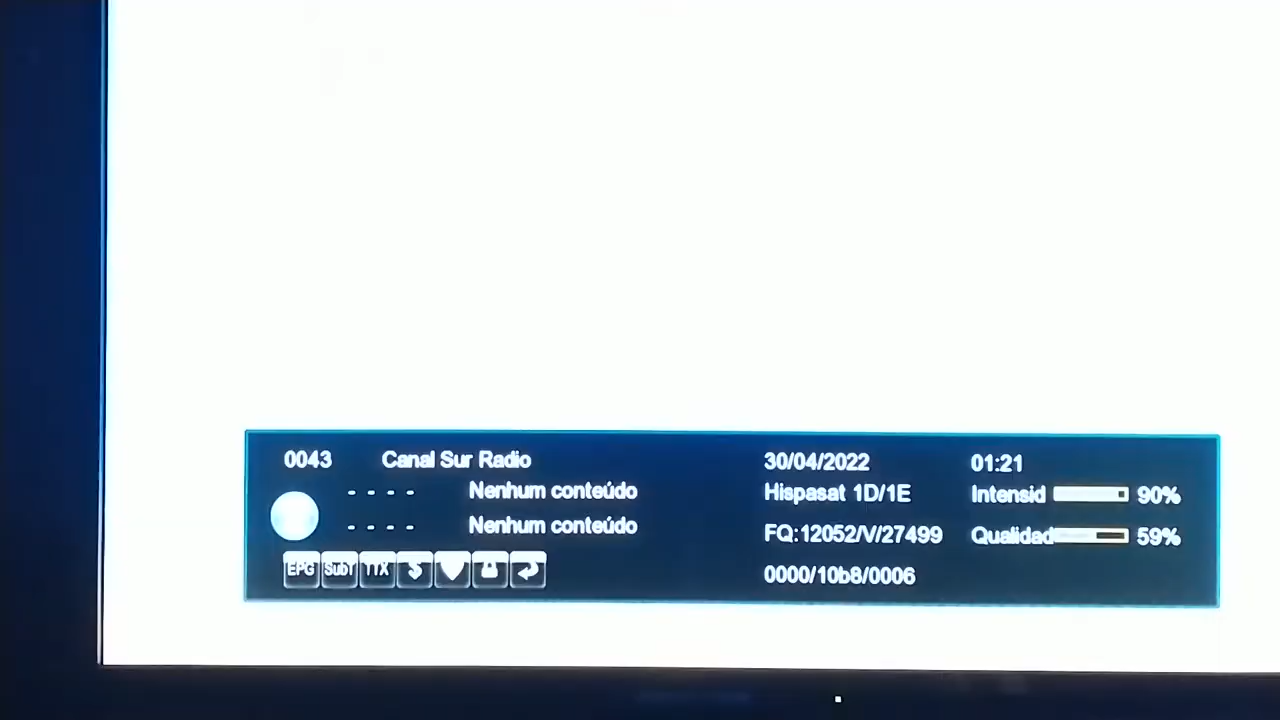 0043 Canal Sur Radio 30/04/2022 01:21
- - - - Nenhum conteúdo Hispasat 1D/1E Intensid 90%
- - - - Nenhum conteúdo FQ:12052/V/27499 Qualidad 59%
EPG SubT TTX $ 0000/10b8/0006